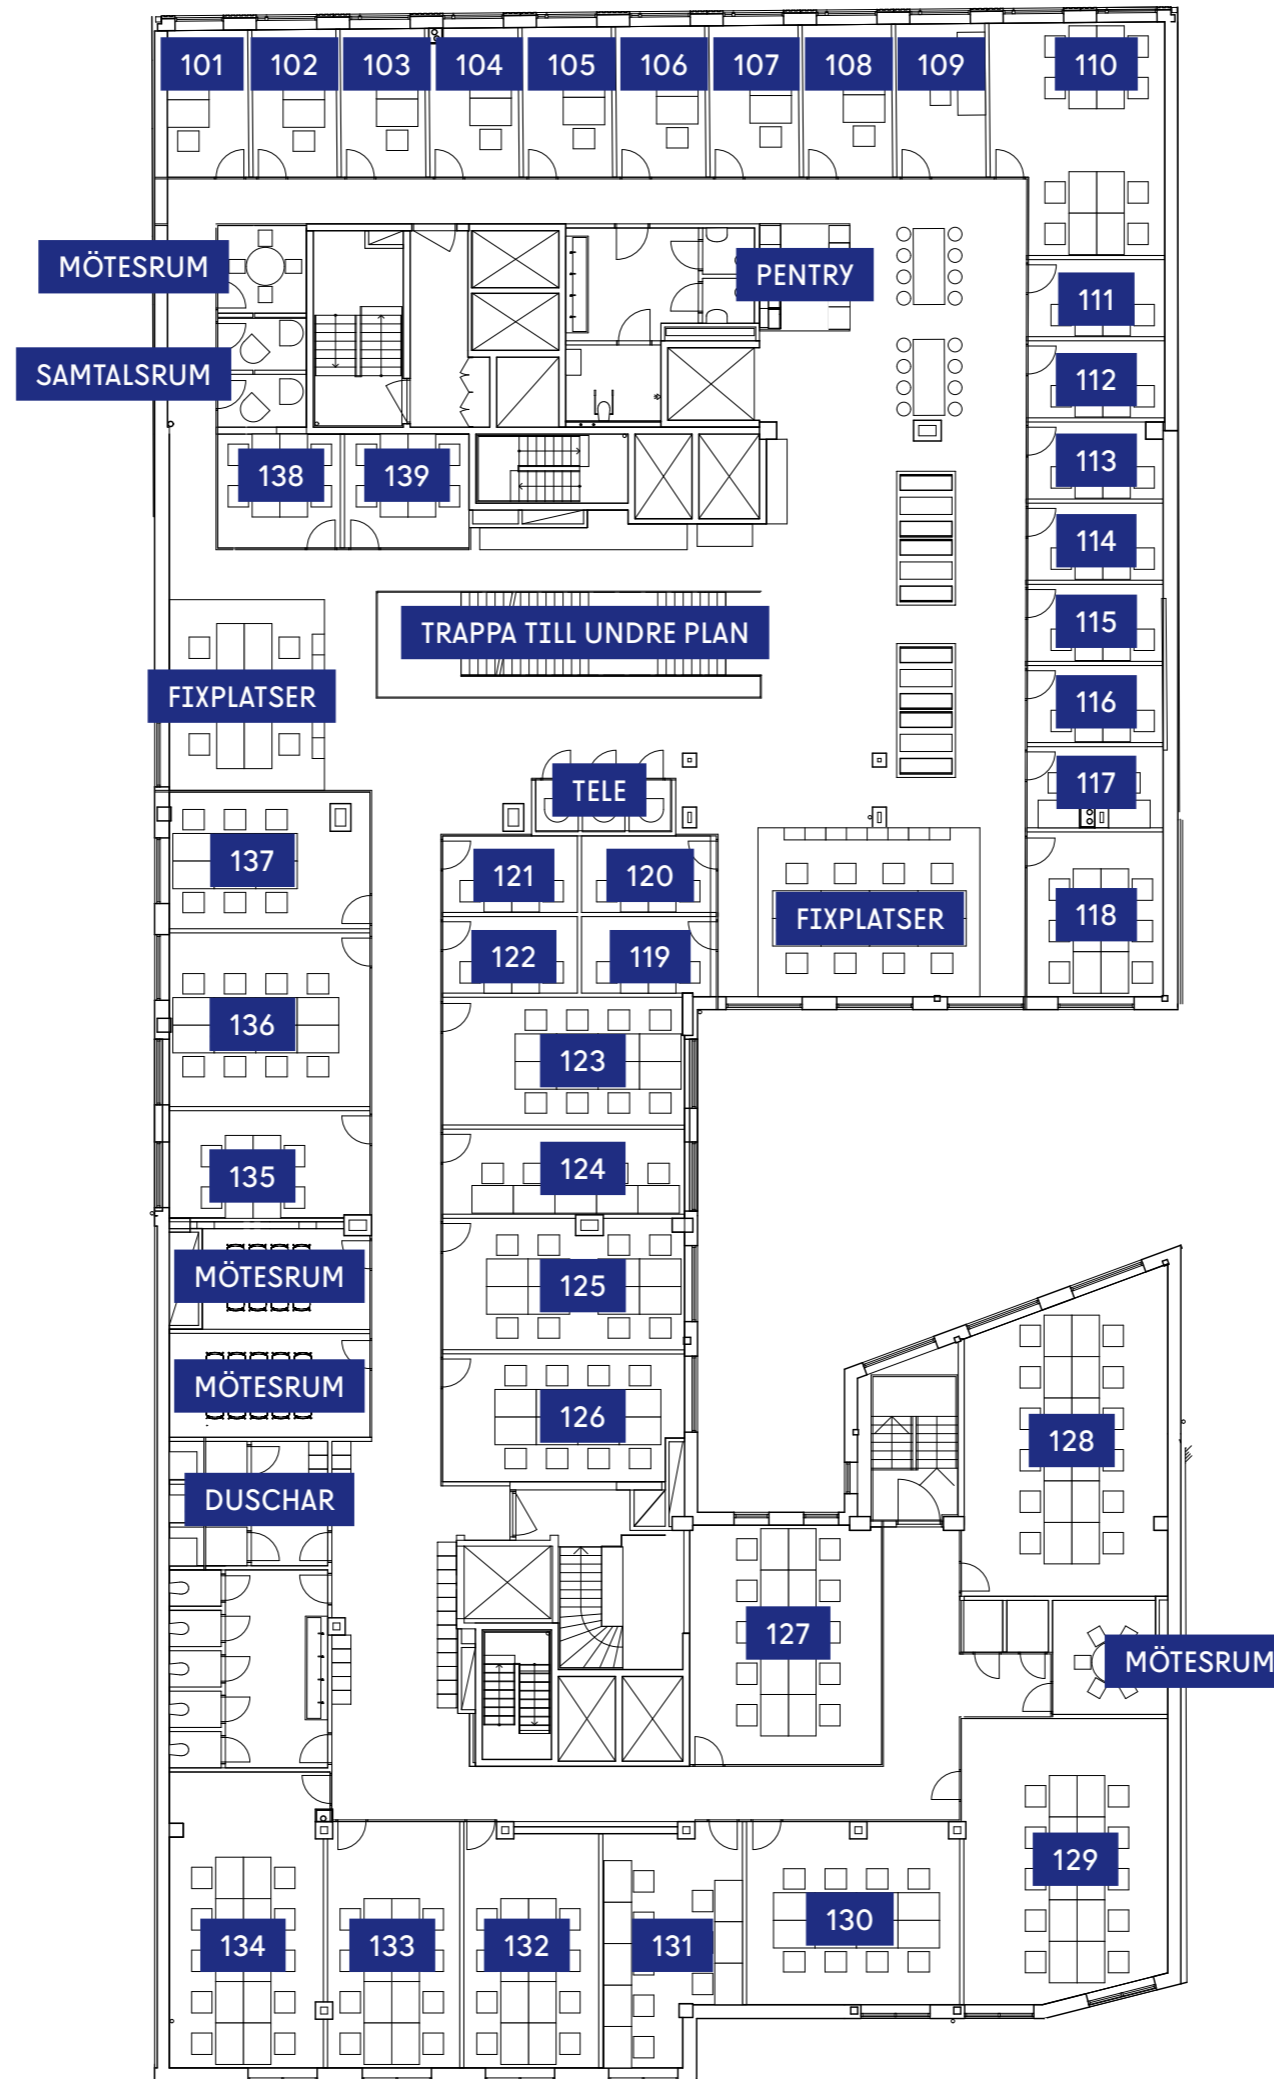 101 102 103 104 105 106 107 108 109 110
MÖTESRUM
PENTRY
111
SAMTALSRUM
112
138 139
113
114
TRAPPA TILL UNDRE PLAN
115
FIXPLATSER
116
TELE
117
137
121 120
118
FIXPLATSER
122 119
136
123
135
124
MÖTESRUM
125
MÖTESRUM
126
128
DUSCHAR
127
MÖTESRUM
129
134 133 132 131 130